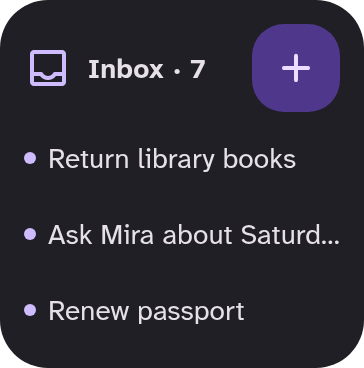 Inbox · 7
Return library books
Ask Mira about Saturd...
Renew passport